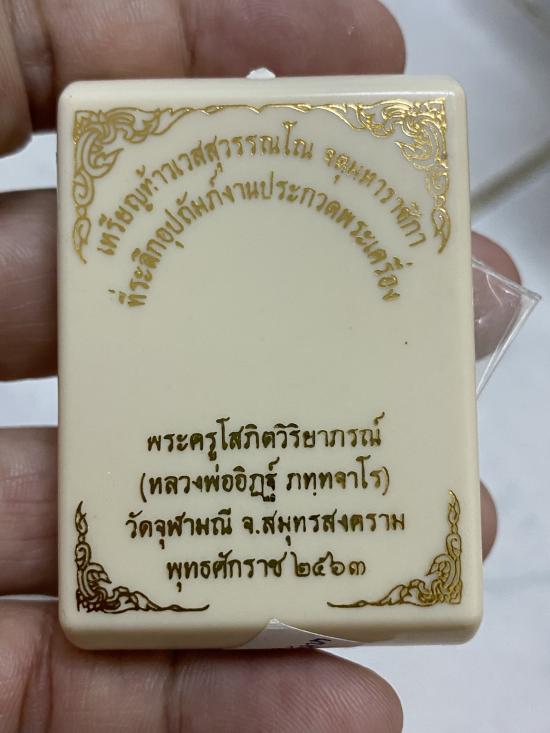 เหรียญท้าวเวสสุวรรณโณ จตุมหาราชิกา
ที่ระลึกอุปถัมภ์งานประกวดพระเครื่อง
พระครูโสภิตวิริยาภรณ์
(หลวงพ่ออิฏฐ์ ภทฺทจาโร)
วัดจุฬามณี จ.สมุทรสงคราม
พุทธศักราช ๒๕๖๓